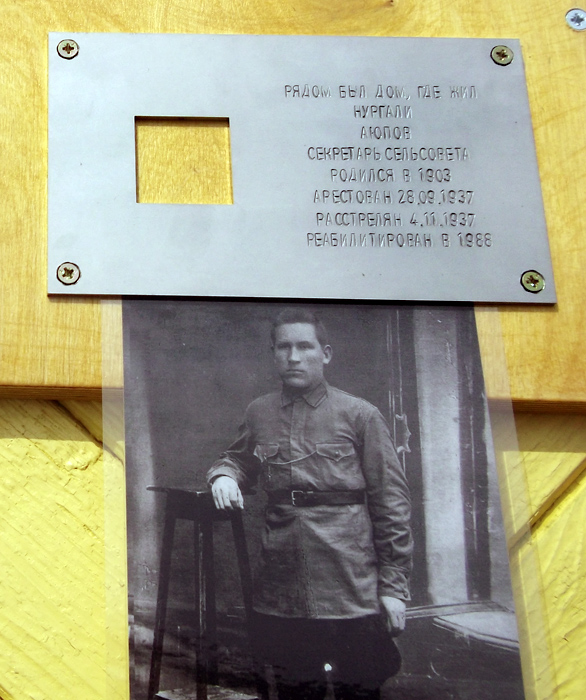 РЯДОМ БЫЛ ДОМ, ГДЕ ЖИЛ
НУРГАЛИ
АЮПОВ
СЕКРЕТАРЬ СЕЛЬСОВЕТА
РОДИЛСЯ В 1903
АРЕСТОВАН 28.09.1937
РАССТРЕЛЯН 4.11.1937
РЕАБИЛИТИРОВАН В 1988